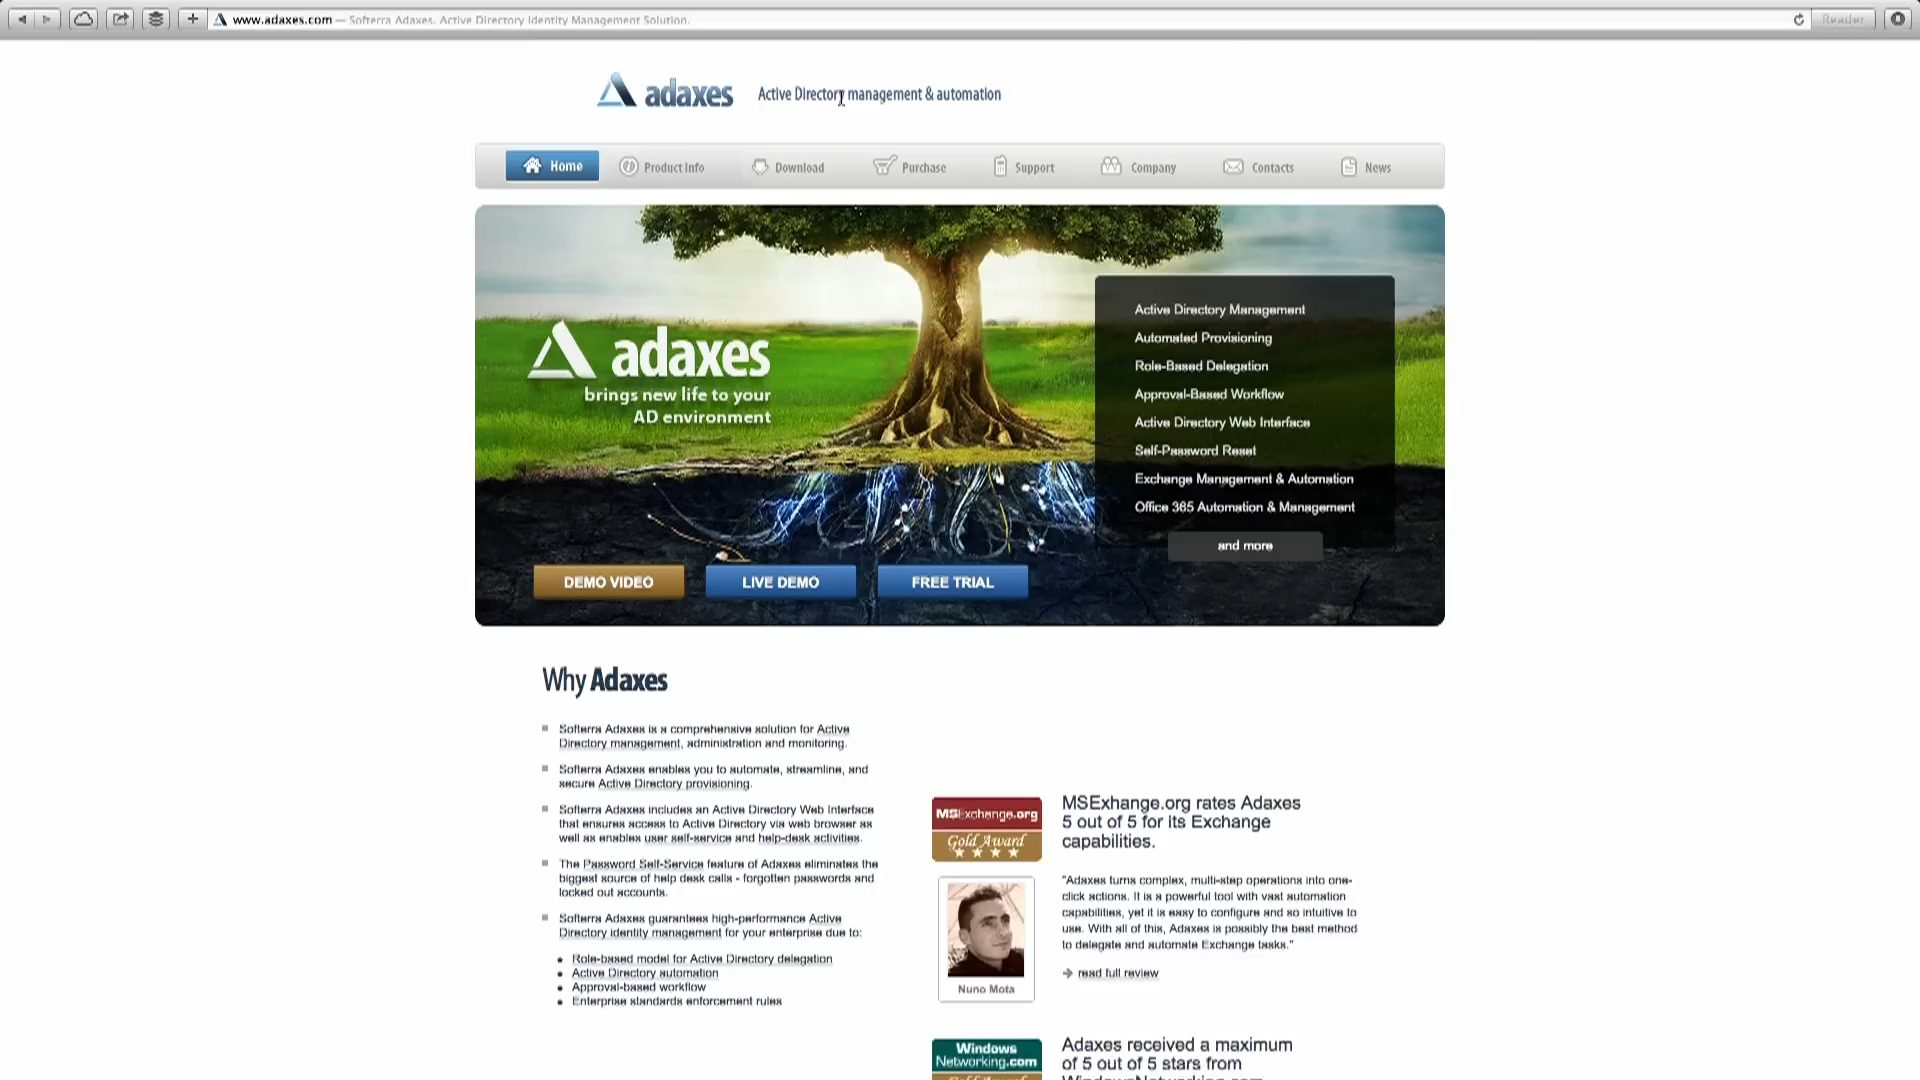 www.adaxes.com — Softerra Adaxes. Active Directory Identity Management Solution.
Reader
adaxes
Active Directory management & automation
Home
Product Info
Download
Purchase
Support
Company
Contacts
News
adaxes
brings new life to your
AD environment
Active Directory Management
Automated Provisioning
Role-Based Delegation
Approval-Based Workflow
Active Directory Web Interface
Self-Password Reset
Exchange Management & Automation
Office 365 Automation & Management
and more
DEMO VIDEO
LIVE DEMO
FREE TRIAL
Why Adaxes
Softerra Adaxes is a comprehensive solution for Active
Directory management, administration and monitoring.
Softerra Adaxes enables you to automate, streamline, and
secure Active Directory provisioning.
Softerra Adaxes includes an Active Directory Web Interface
that ensures access to Active Directory via web browser as
well as enables user self-service and help-desk activities.
The Password Self-Service feature of Adaxes eliminates the
biggest source of help desk calls - forgotten passwords and
locked out accounts.
Softerra Adaxes guarantees high-performance Active
Directory identity management for your enterprise due to:
Role-based model for Active Directory delegation
Active Directory automation
Approval-based workflow
Enterprise standards enforcement rules
MSExchange.org
Gold Award
MSExhange.org rates Adaxes
5 out of 5 for its Exchange
capabilities.
"Adaxes turns complex, multi-step operations into one-
click actions. It is a powerful tool with vast automation
capabilities, yet it is easy to configure and so intuitive to
use. With all of this, Adaxes is possibly the best method
to delegate and automate Exchange tasks."
read full review
Nuno Mota
Windows
Networking.com
Gold Award
Adaxes received a maximum
of 5 out of 5 stars from
WindowsNetworking.com